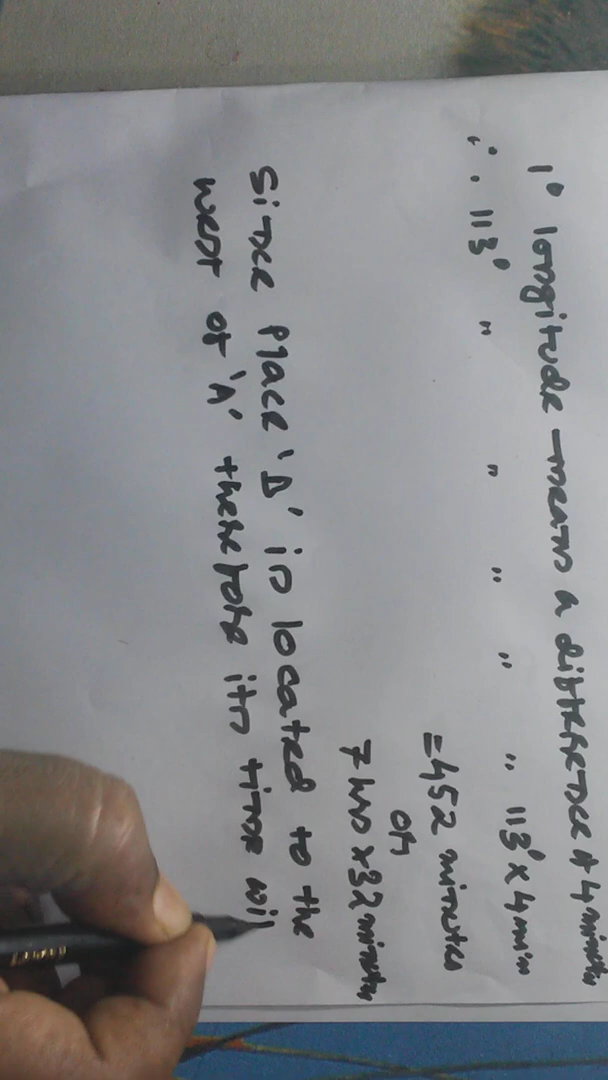 1° longitude means a difference of 4 minutes
∴ 113° " " " " " 113° x 4 min
= 452 minutes
or
7 hrs x 32 minutes
Since place 'B' is located to the
west of 'A' therefore its time wil